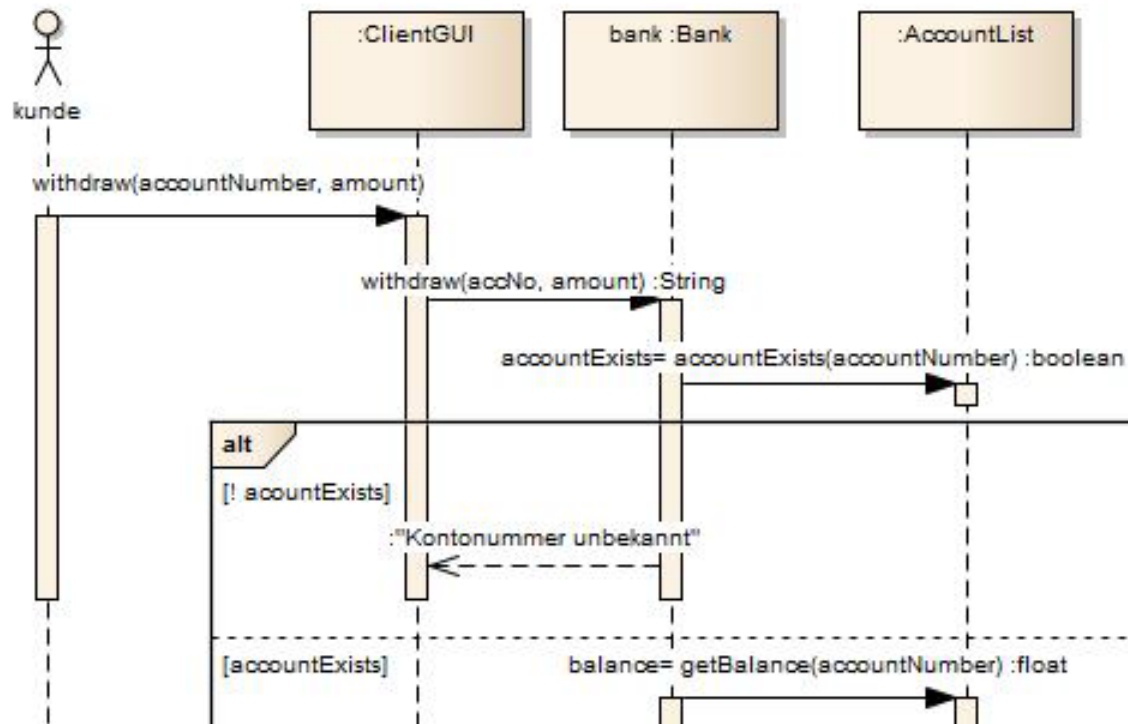 :ClientGUI
bank :Bank
:AccountList
kunde
withdraw(accountNumber, amount)
withdraw(accNo, amount) :String
accountExists= accountExists(accountNumber) :boolean
alt
[! acountExists]
:"Kontonummer unbekannt"
[accountExists]
balance= getBalance(accountNumber) :float